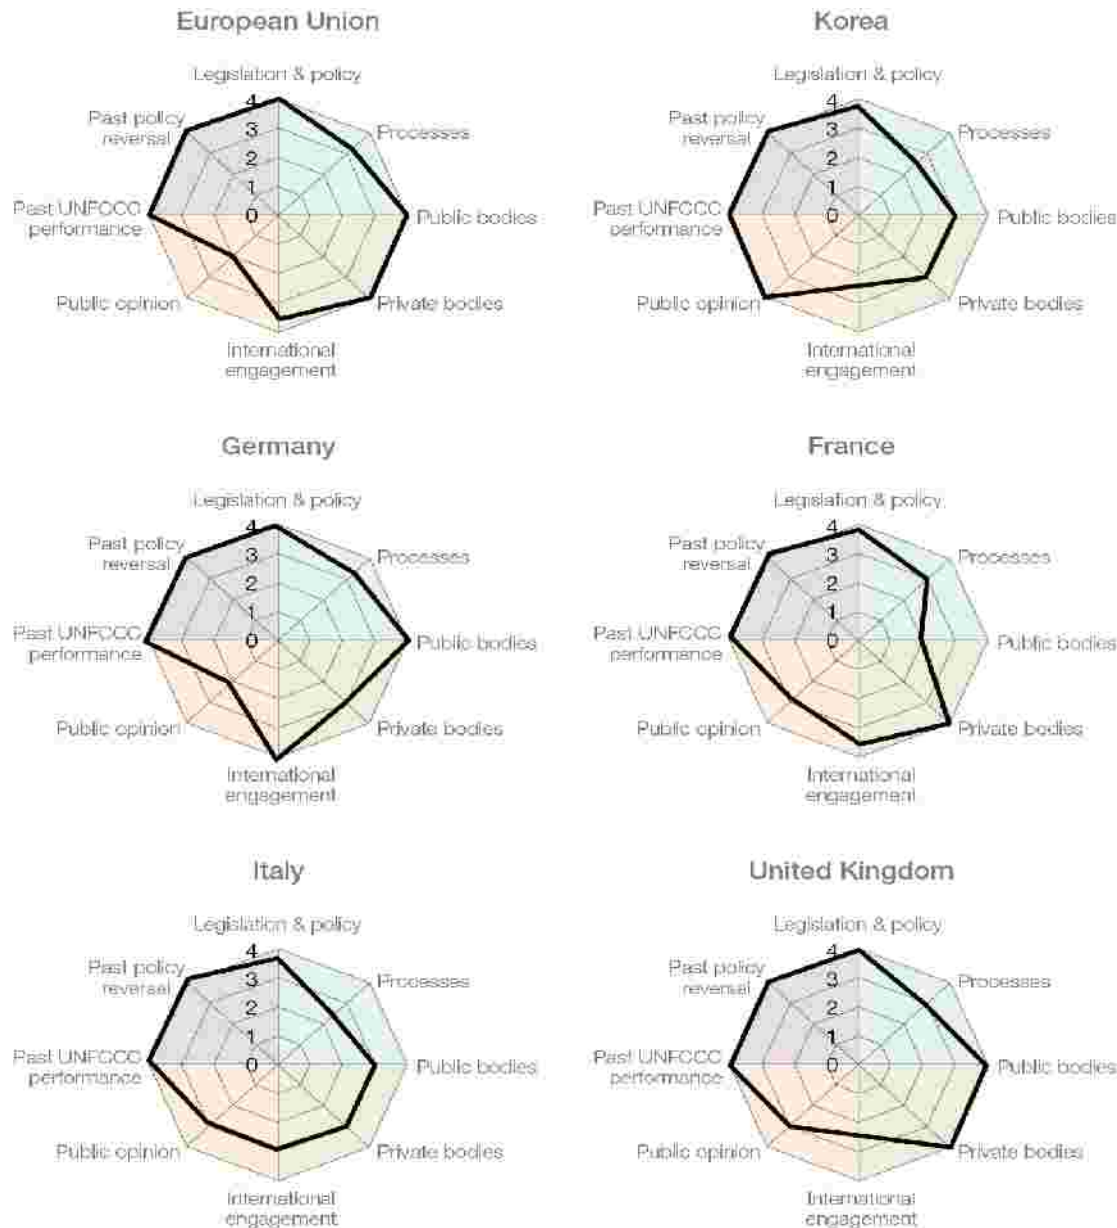 European Union
Legislation & policy
Past policy
reversal
Processes
4
3
2
1
0
Past UNFCCC
performance
Public bodies
Public opinion
Private bodies
International
engagement
Korea
Legislation & policy
Past policy
reversal
Processes
4
3
2
1
0
Past UNFCCC
performance
Public bodies
Public opinion
Private bodies
International
engagement
Germany
Legislation & policy
Past policy
reversal
Processes
4
3
2
1
0
Past UNFCCC
performance
Public bodies
Public opinion
Private bodies
International
engagement
France
Legislation & policy
Past policy
reversal
Processes
4
3
2
1
0
Past UNFCCC
performance
Public bodies
Public opinion
Private bodies
International
engagement
Italy
Legislation & policy
Past policy
reversal
Processes
4
3
2
1
0
Past UNFCCC
performance
Public bodies
Public opinion
Private bodies
International
engagement
United Kingdom
Legislation & policy
Past policy
reversal
Processes
4
3
2
1
0
Past UNFCCC
performance
Public bodies
Public opinion
Private bodies
International
engagement